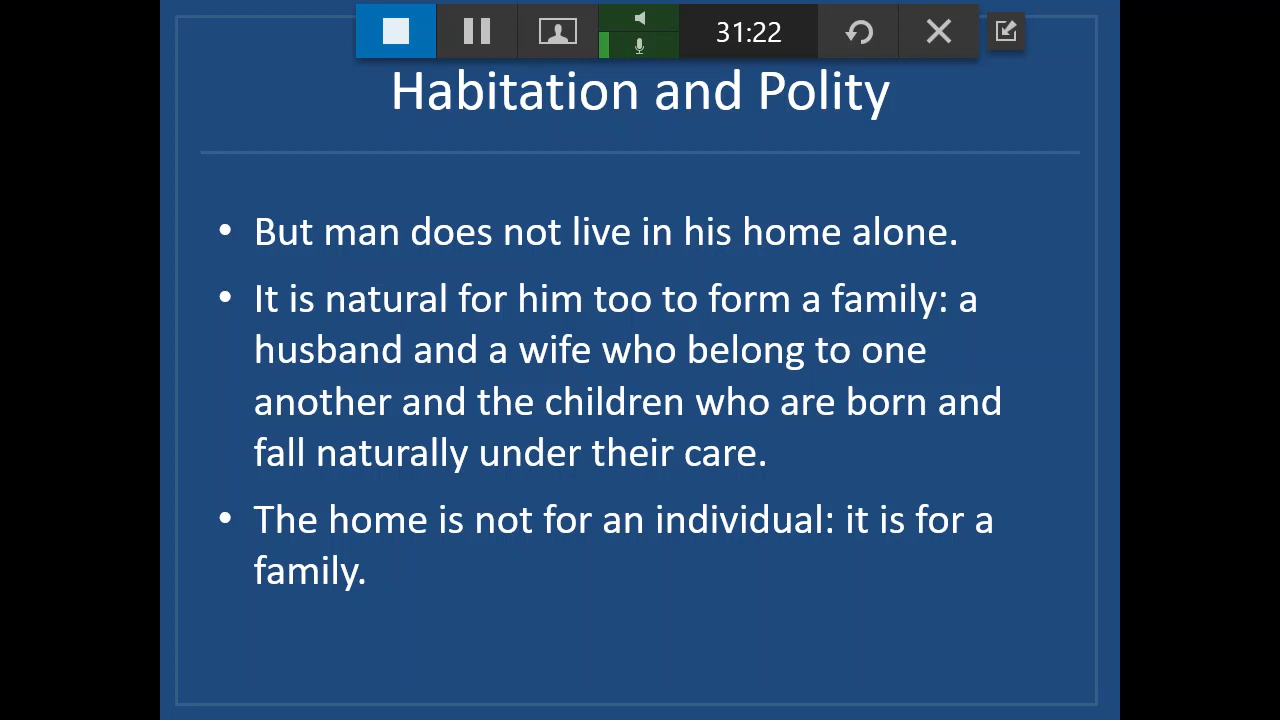 31:22
Habitation and Polity
• But man does not live in his home alone.
• It is natural for him too to form a family: a
husband and a wife who belong to one
another and the children who are born and
fall naturally under their care.
• The home is not for an individual: it is for a
family.